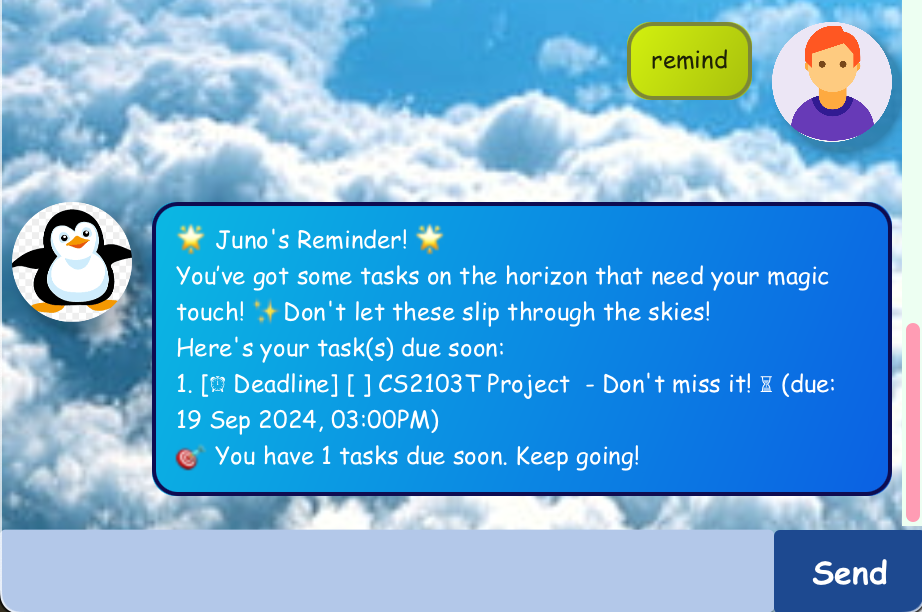 remind
🌟 Juno's Reminder! 🌟
You've got some tasks on the horizon that need your magic
touch! ✨ Don't let these slip through the skies!
Here's your task(s) due soon:
1. [⏰ Deadline] [ ] CS2103T Project  - Don't miss it! ⏳ (due:
19 Sep 2024, 03:00PM)
🎯 You have 1 tasks due soon. Keep going!
Send